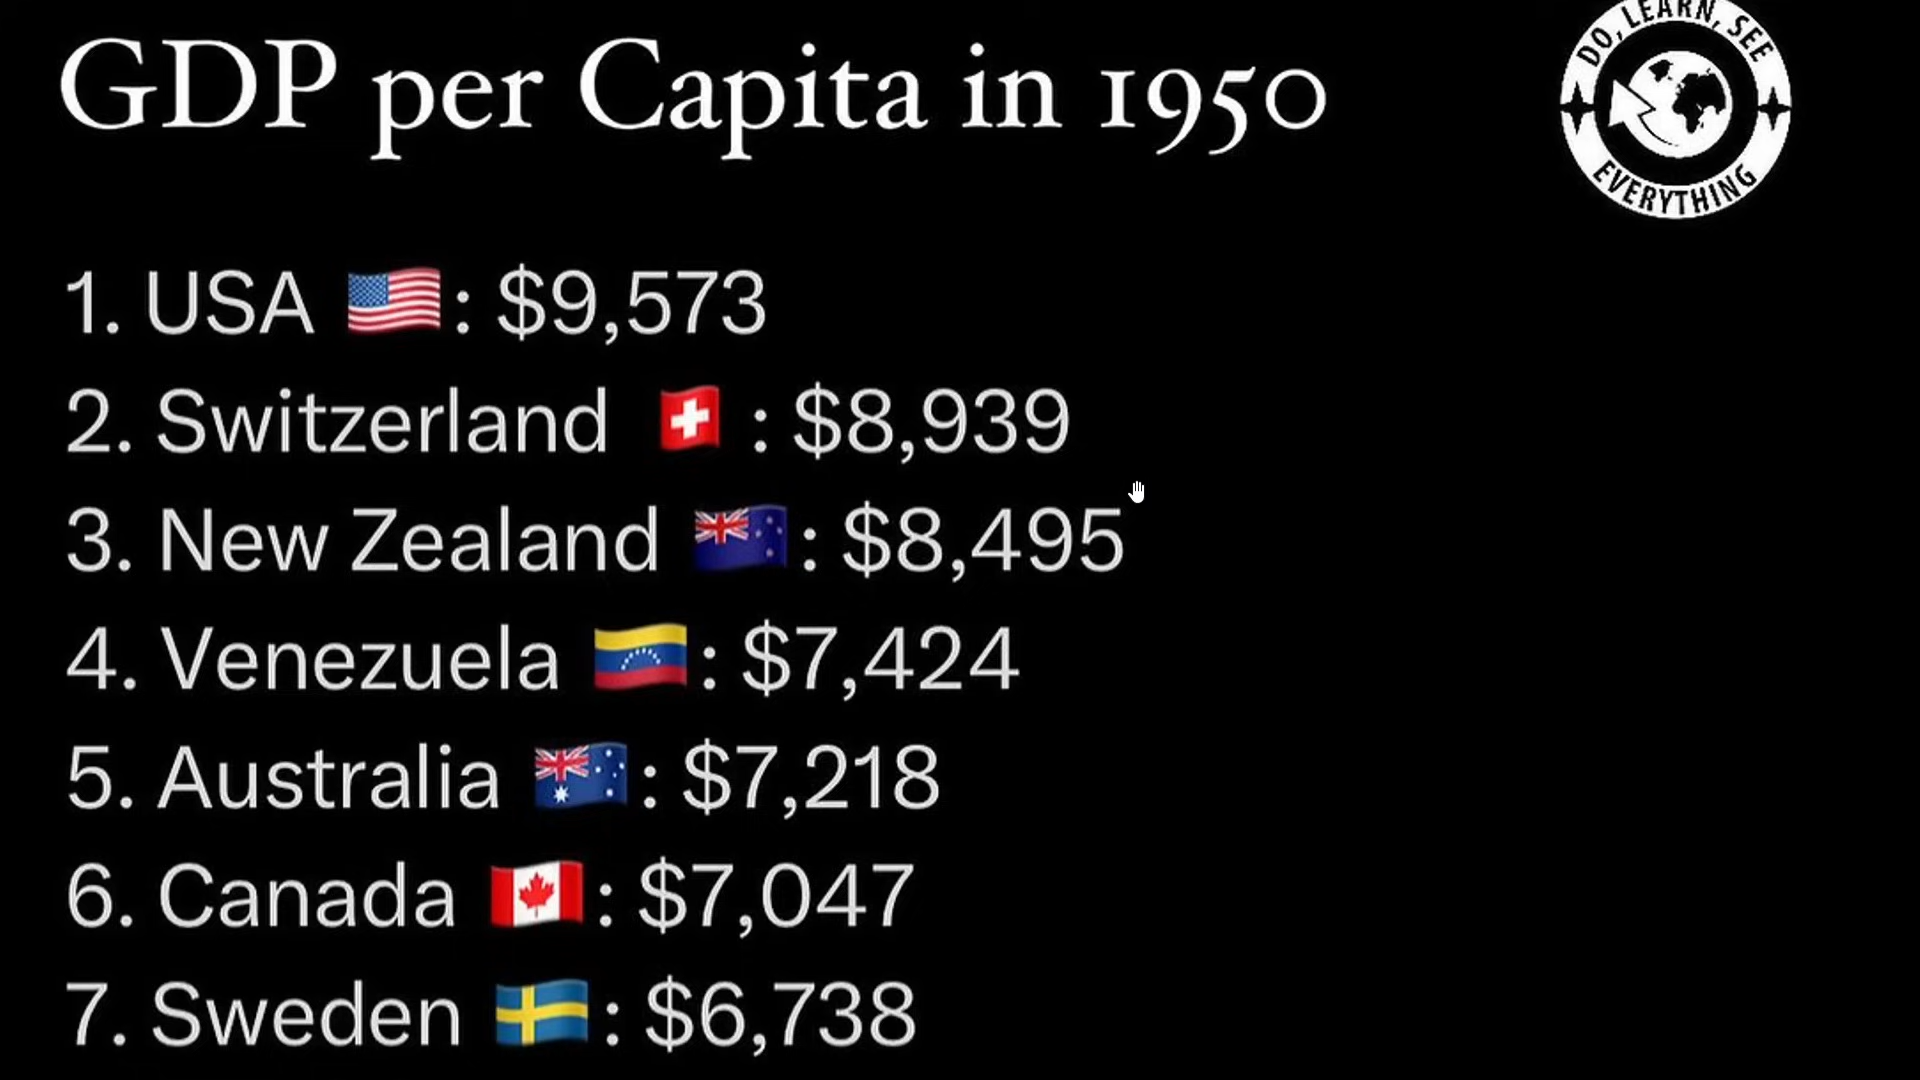 GDP per Capita in 1950
DO, LEARN, SEE
EVERYTHING
1. USA 🇺🇸: $9,573
2. Switzerland 🇨🇭 : $8,939
3. New Zealand 🇳🇿: $8,495
4. Venezuela 🇻🇪: $7,424
5. Australia 🇦🇺: $7,218
6. Canada 🇨🇦: $7,047
7. Sweden 🇸🇪: $6,738